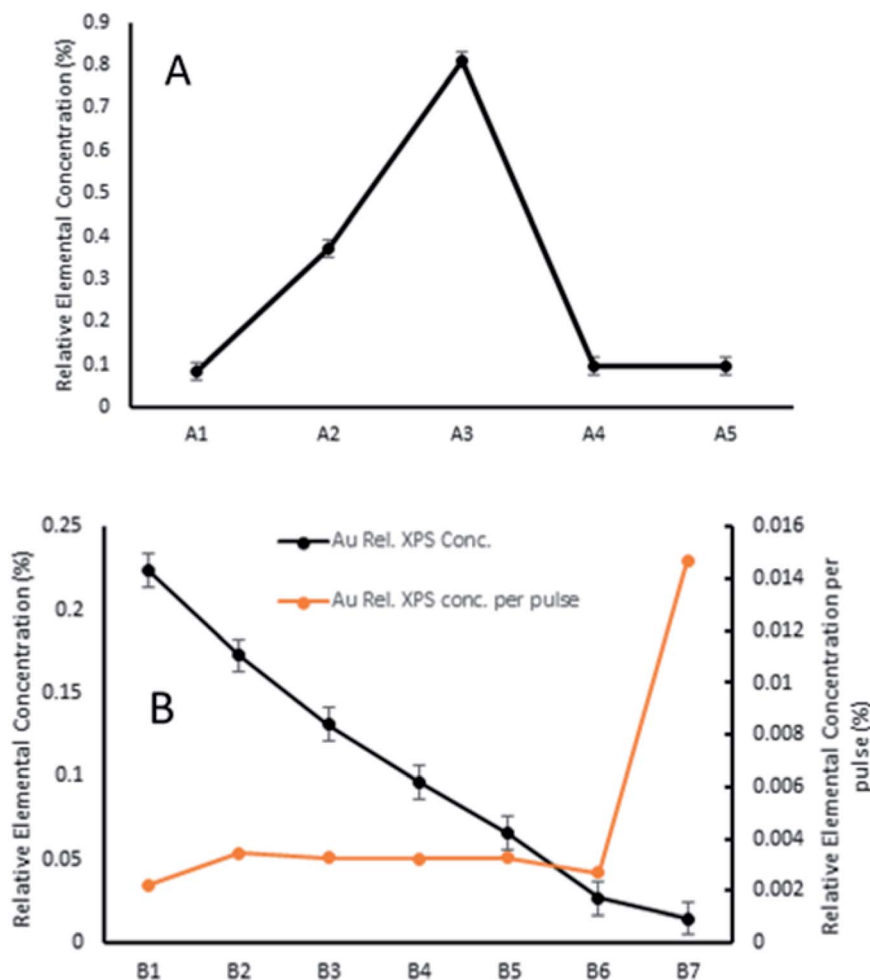 Relative Elemental Concentration (%)
0.9
0.8
0.7
0.6
0.5
0.4
0.3
0.2
0.1
0
A
A1 A2 A3 A4 A5
Relative Elemental Concentration (%)
0.25
0.2
0.15
0.1
0.05
0
Au Rel. XPS Conc.
Au Rel. XPS conc. per pulse
B
0.016
0.014
0.012
0.01
0.008
0.006
0.004
0.002
0
Relative Elemental Concentration per
pulse (%)
B1 B2 B3 B4 B5 B6 B7